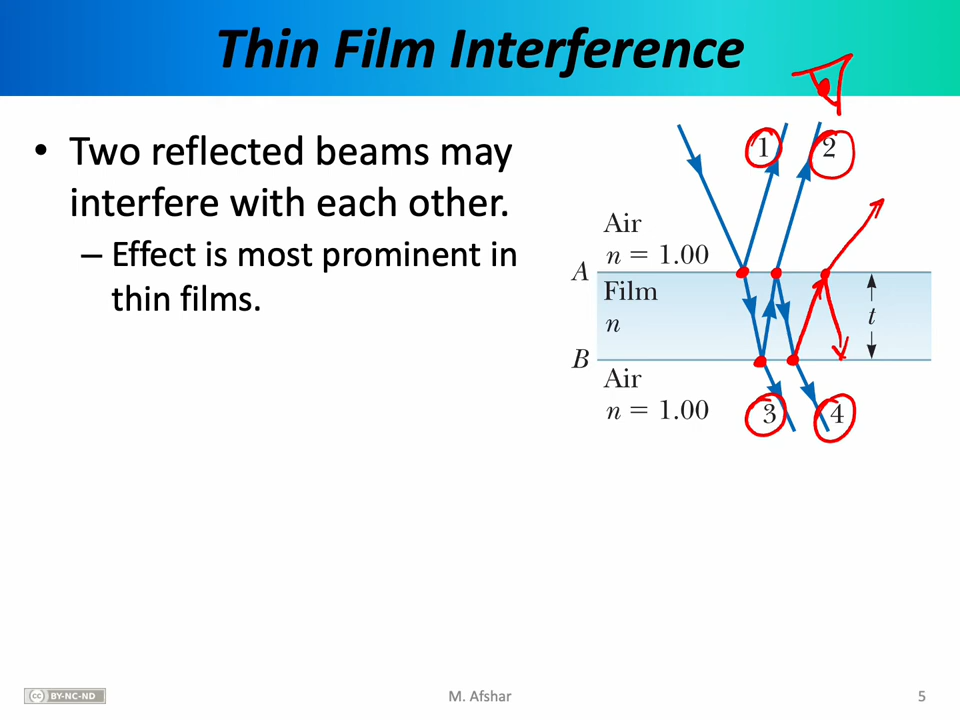 Thin Film Interference
• Two reflected beams may
interfere with each other.
– Effect is most prominent in
thin films.
1
2
Air
n = 1.00
A
Film
n
t
B
Air
n = 1.00
3
4
cc BY-NC-ND
M. Afshar
5